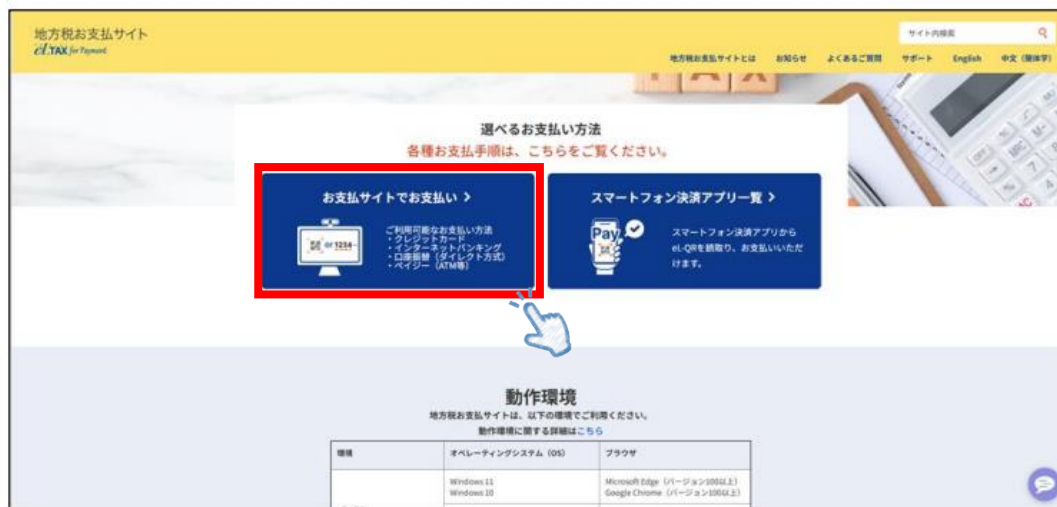 地方税お支払サイト
eLTAX for Payment
サイト内検索
地方税お支払サイトとは　お知らせ　よくあるご質問　サポート　English　中文（簡体字）
TAX
選べるお支払い方法
各種お支払手順は、こちらをご覧ください。
お支払サイトでお支払い >
or 1234
ご利用可能なお支払い方法
・クレジットカード
・インターネットバンキング
・口座振替（ダイレクト方式）
・ペイジー（ATM等）
スマートフォン決済アプリ一覧 >
Pay
スマートフォン決済アプリから
eL-QRを読取り、お支払いいただ
けます。
動作環境
地方税お支払サイトは、以下の環境でご利用ください。
動作環境に関する詳細はこちら
環境　オペレーティングシステム（OS）　ブラウザ
Windows 11　Microsoft Edge（バージョン100以上）
Windows 10　Google Chrome（バージョン100以上）